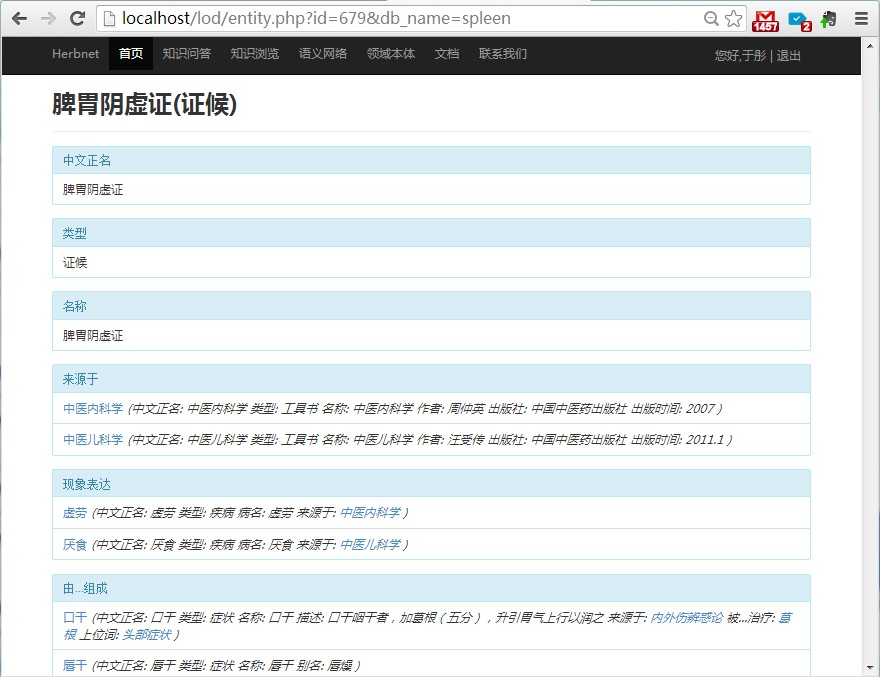 localhost/lod/entity.php?id=679&db_name=spleen
1457
2
Herbnet 首页 知识问答 知识浏览 语义网络 领域本体 文档 联系我们 您好,于彤 | 退出
脾胃阴虚证(证候)
中文正名
脾胃阴虚证
类型
证候
名称
脾胃阴虚证
来源于
中医内科学 (中文正名: 中医内科学 类型: 工具书 名称: 中医内科学 作者: 周仲英 出版社: 中国中医药出版社 出版时间: 2007 )
中医儿科学 (中文正名: 中医儿科学 类型: 工具书 名称: 中医儿科学 作者: 汪受传 出版社: 中国中医药出版社 出版时间: 2011.1 )
现象表达
虚劳 (中文正名: 虚劳 类型: 疾病 病名: 虚劳 来源于: 中医内科学 )
厌食 (中文正名: 厌食 类型: 疾病 病名: 厌食 来源于: 中医儿科学 )
由...组成
口干 (中文正名: 口干 类型: 症状 名称: 口干 描述: 口干咽干者，加葛根（五分），升引胃气上行以润之 来源于: 内外伤辨惑论 被...治疗: 葛
根 上位词: 头部症状 )
唇干 (中文正名: 唇干 类型: 症状 名称: 唇干 别名: 唇燥 )